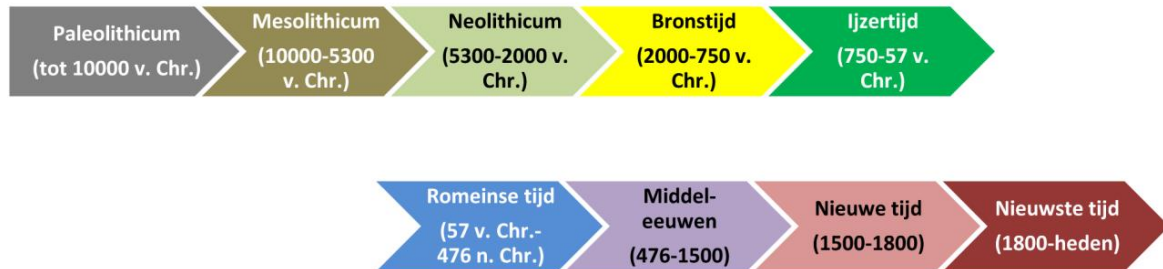 Paleolithicum
(tot 10000 v. Chr.)
Mesolithicum
(10000-5300
v. Chr.)
Neolithicum
(5300-2000 v.
Chr.)
Bronstijd
(2000-750 v.
Chr.)
Ijzertijd
(750-57 v.
Chr.)
Romeinse tijd
(57 v. Chr.-
476 n. Chr.)
Middel-
eeuwen
(476-1500)
Nieuwe tijd
(1500-1800)
Nieuwste tijd
(1800-heden)